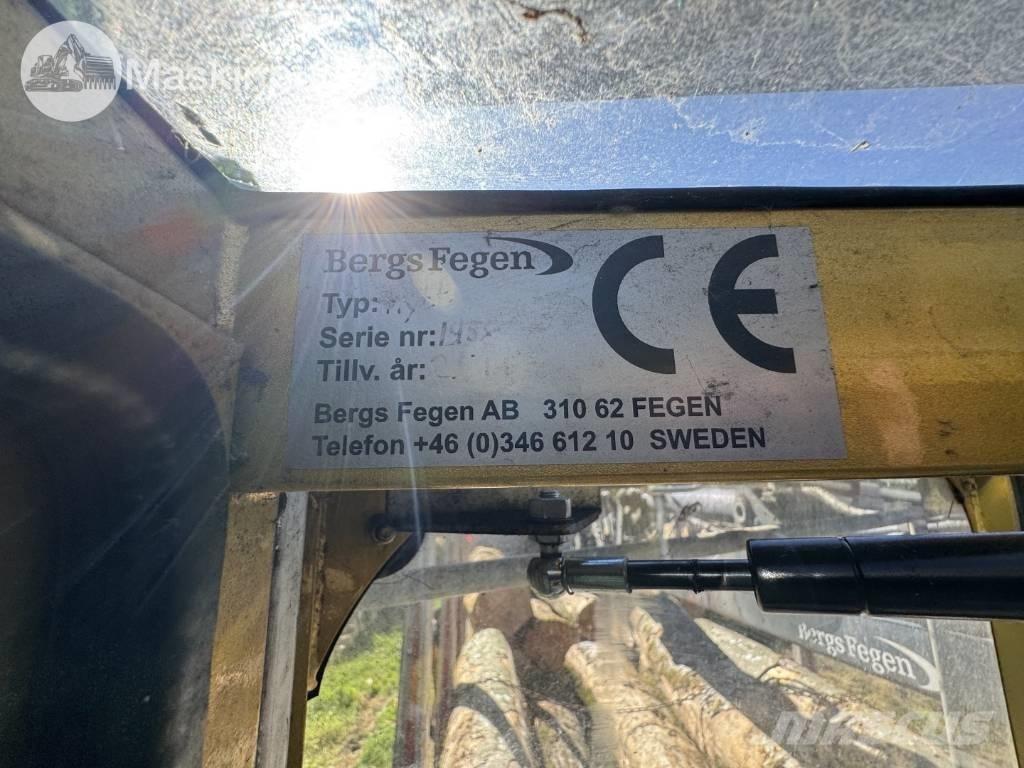 Bergs Fegen
CE
Typ:
Serie nr:
Tillv. år:
Bergs Fegen AB 310 62 FEGEN
Telefon +46 (0)346 612 10 SWEDEN
Bergs Fegen
MASCUS